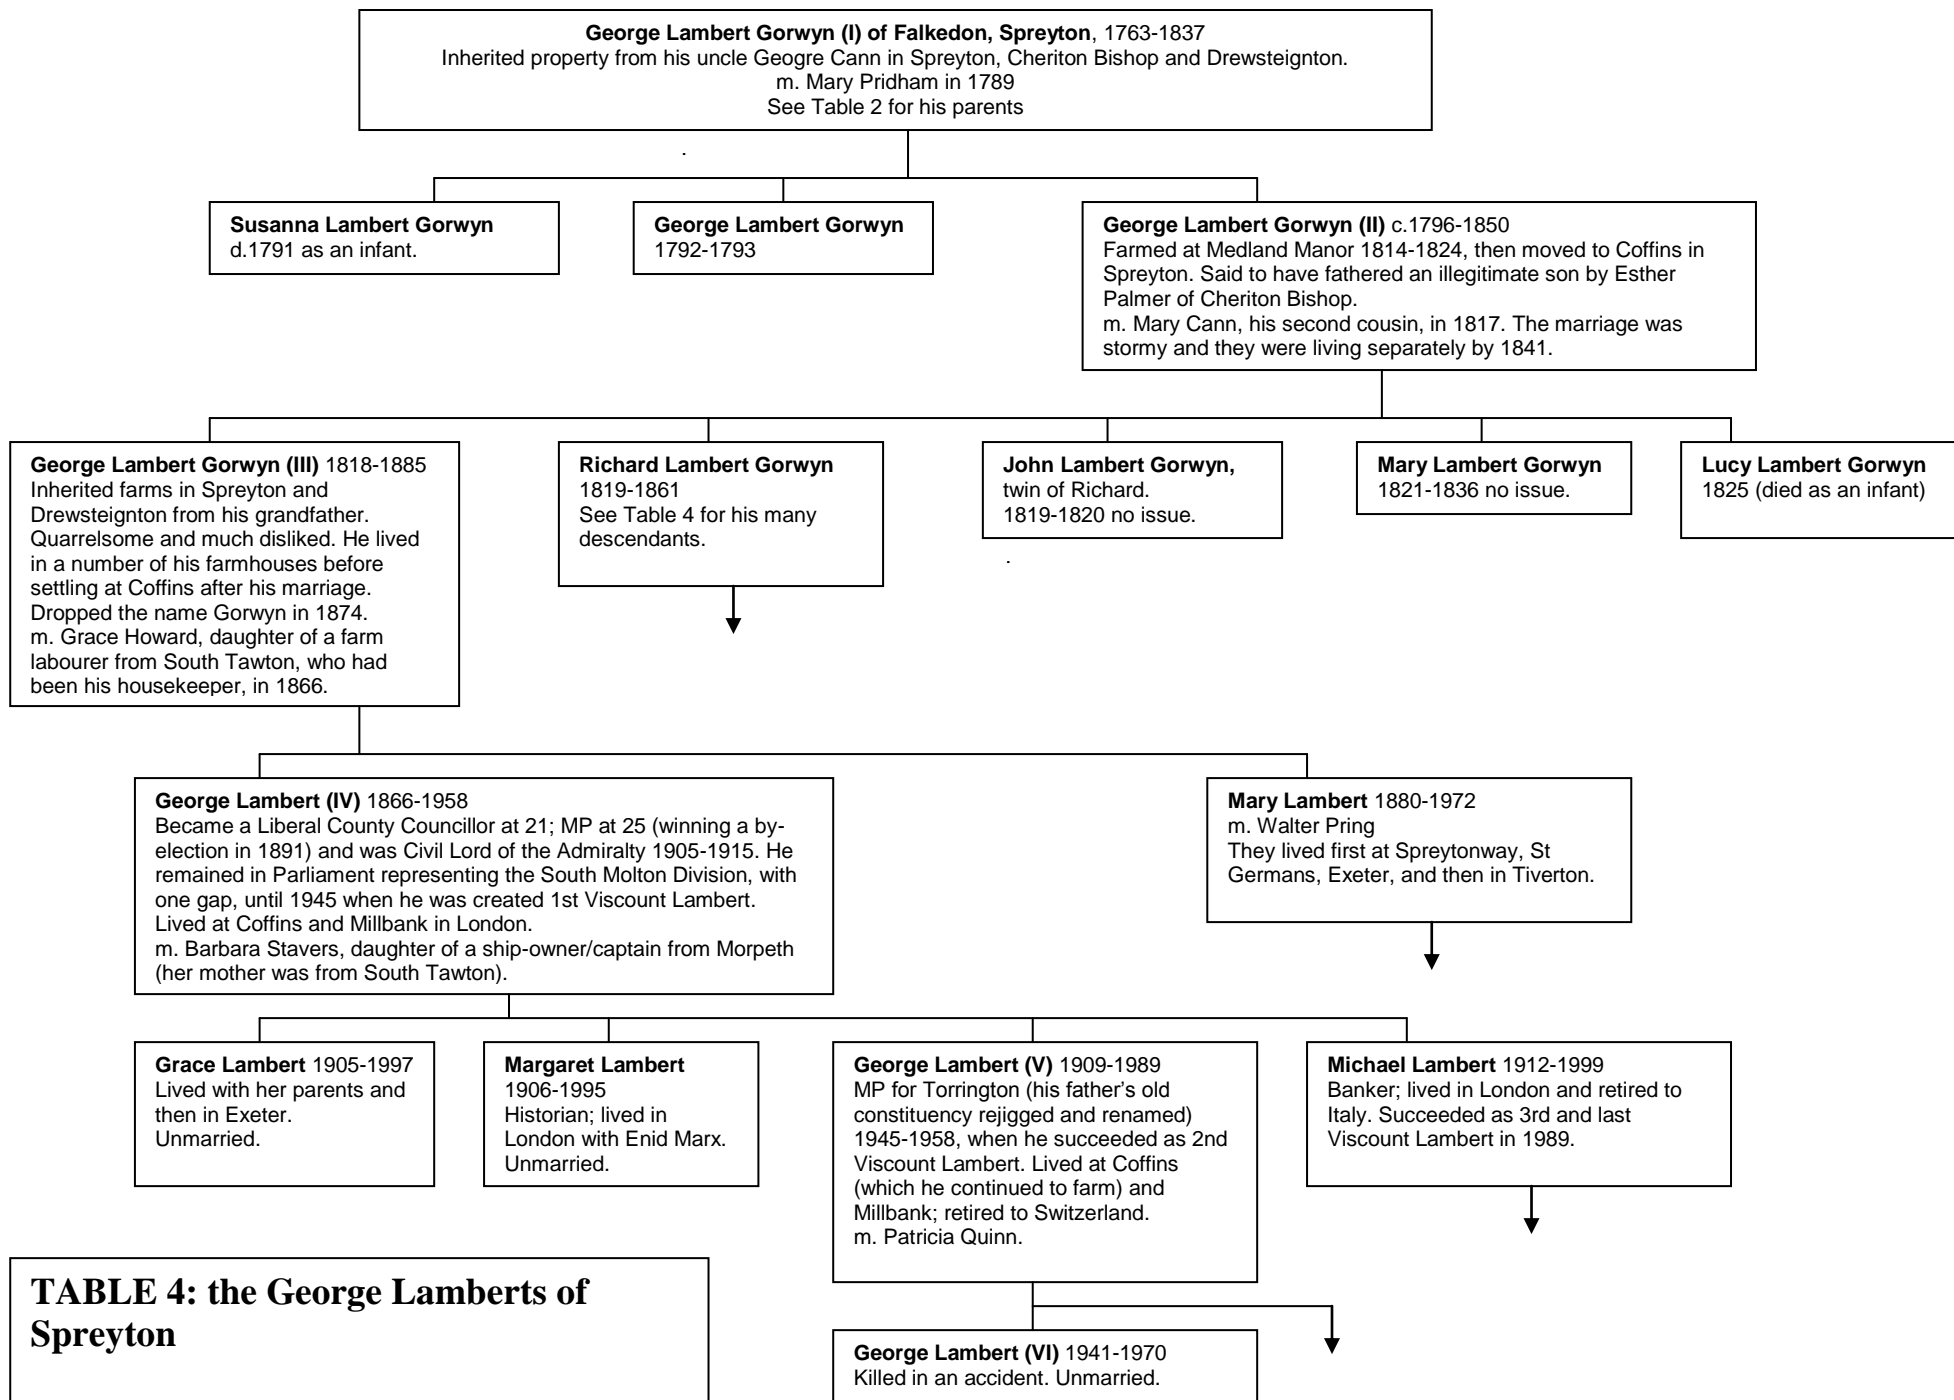 George Lambert Gorwyn (I) of Falkedon, Spreyton, 1763-1837
Inherited property from his uncle Geogre Cann in Spreyton, Cheriton Bishop and Drewsteignton.
m. Mary Pridham in 1789
See Table 2 for his parents
Susanna Lambert Gorwyn
d.1791 as an infant.
George Lambert Gorwyn
1792-1793
George Lambert Gorwyn (II) c.1796-1850
Farmed at Medland Manor 1814-1824, then moved to Coffins in
Spreyton. Said to have fathered an illegitimate son by Esther
Palmer of Cheriton Bishop.
m. Mary Cann, his second cousin, in 1817. The marriage was
stormy and they were living separately by 1841.
George Lambert Gorwyn (III) 1818-1885
Inherited farms in Spreyton and
Drewsteignton from his grandfather.
Quarrelsome and much disliked. He lived
in a number of his farmhouses before
settling at Coffins after his marriage.
Dropped the name Gorwyn in 1874.
m. Grace Howard, daughter of a farm
labourer from South Tawton, who had
been his housekeeper, in 1866.
Richard Lambert Gorwyn
1819-1861
See Table 4 for his many
descendants.
John Lambert Gorwyn,
twin of Richard.
1819-1820 no issue.
Mary Lambert Gorwyn
1821-1836 no issue.
Lucy Lambert Gorwyn
1825 (died as an infant)
George Lambert (IV) 1866-1958
Became a Liberal County Councillor at 21; MP at 25 (winning a by-
election in 1891) and was Civil Lord of the Admiralty 1905-1915. He
remained in Parliament representing the South Molton Division, with
one gap, until 1945 when he was created 1st Viscount Lambert.
Lived at Coffins and Millbank in London.
m. Barbara Stavers, daughter of a ship-owner/captain from Morpeth
(her mother was from South Tawton).
Mary Lambert 1880-1972
m. Walter Pring
They lived first at Spreytonway, St
Germans, Exeter, and then in Tiverton.
Grace Lambert 1905-1997
Lived with her parents and
then in Exeter.
Unmarried.
Margaret Lambert
1906-1995
Historian; lived in
London with Enid Marx.
Unmarried.
George Lambert (V) 1909-1989
MP for Torrington (his father's old
constituency rejigged and renamed)
1945-1958, when he succeeded as 2nd
Viscount Lambert. Lived at Coffins
(which he continued to farm) and
Millbank; retired to Switzerland.
m. Patricia Quinn.
Michael Lambert 1912-1999
Banker; lived in London and retired to
Italy. Succeeded as 3rd and last
Viscount Lambert in 1989.
TABLE 4: the George Lamberts of
Spreyton
George Lambert (VI) 1941-1970
Killed in an accident. Unmarried.